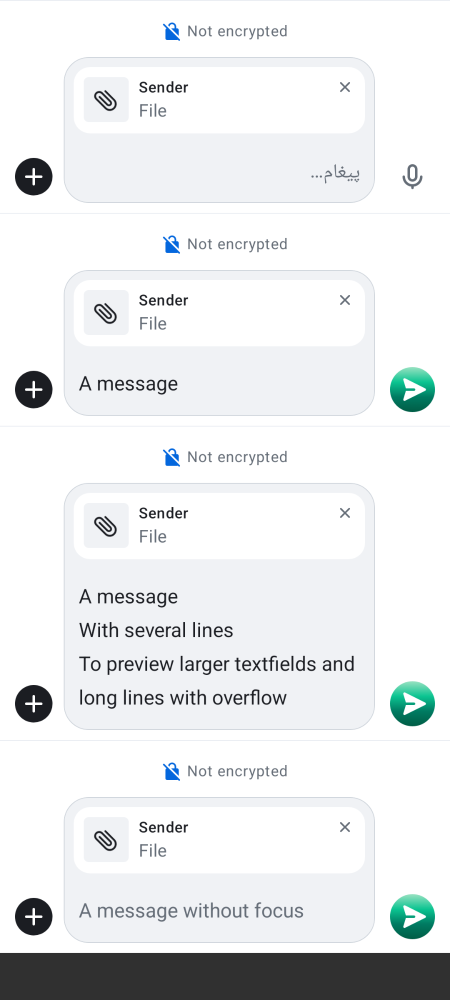 Not encrypted
Sender
File
پیغام...
Not encrypted
Sender
File
A message
Not encrypted
Sender
File
A message
With several lines
To preview larger textfields and
long lines with overflow
Not encrypted
Sender
File
A message without focus